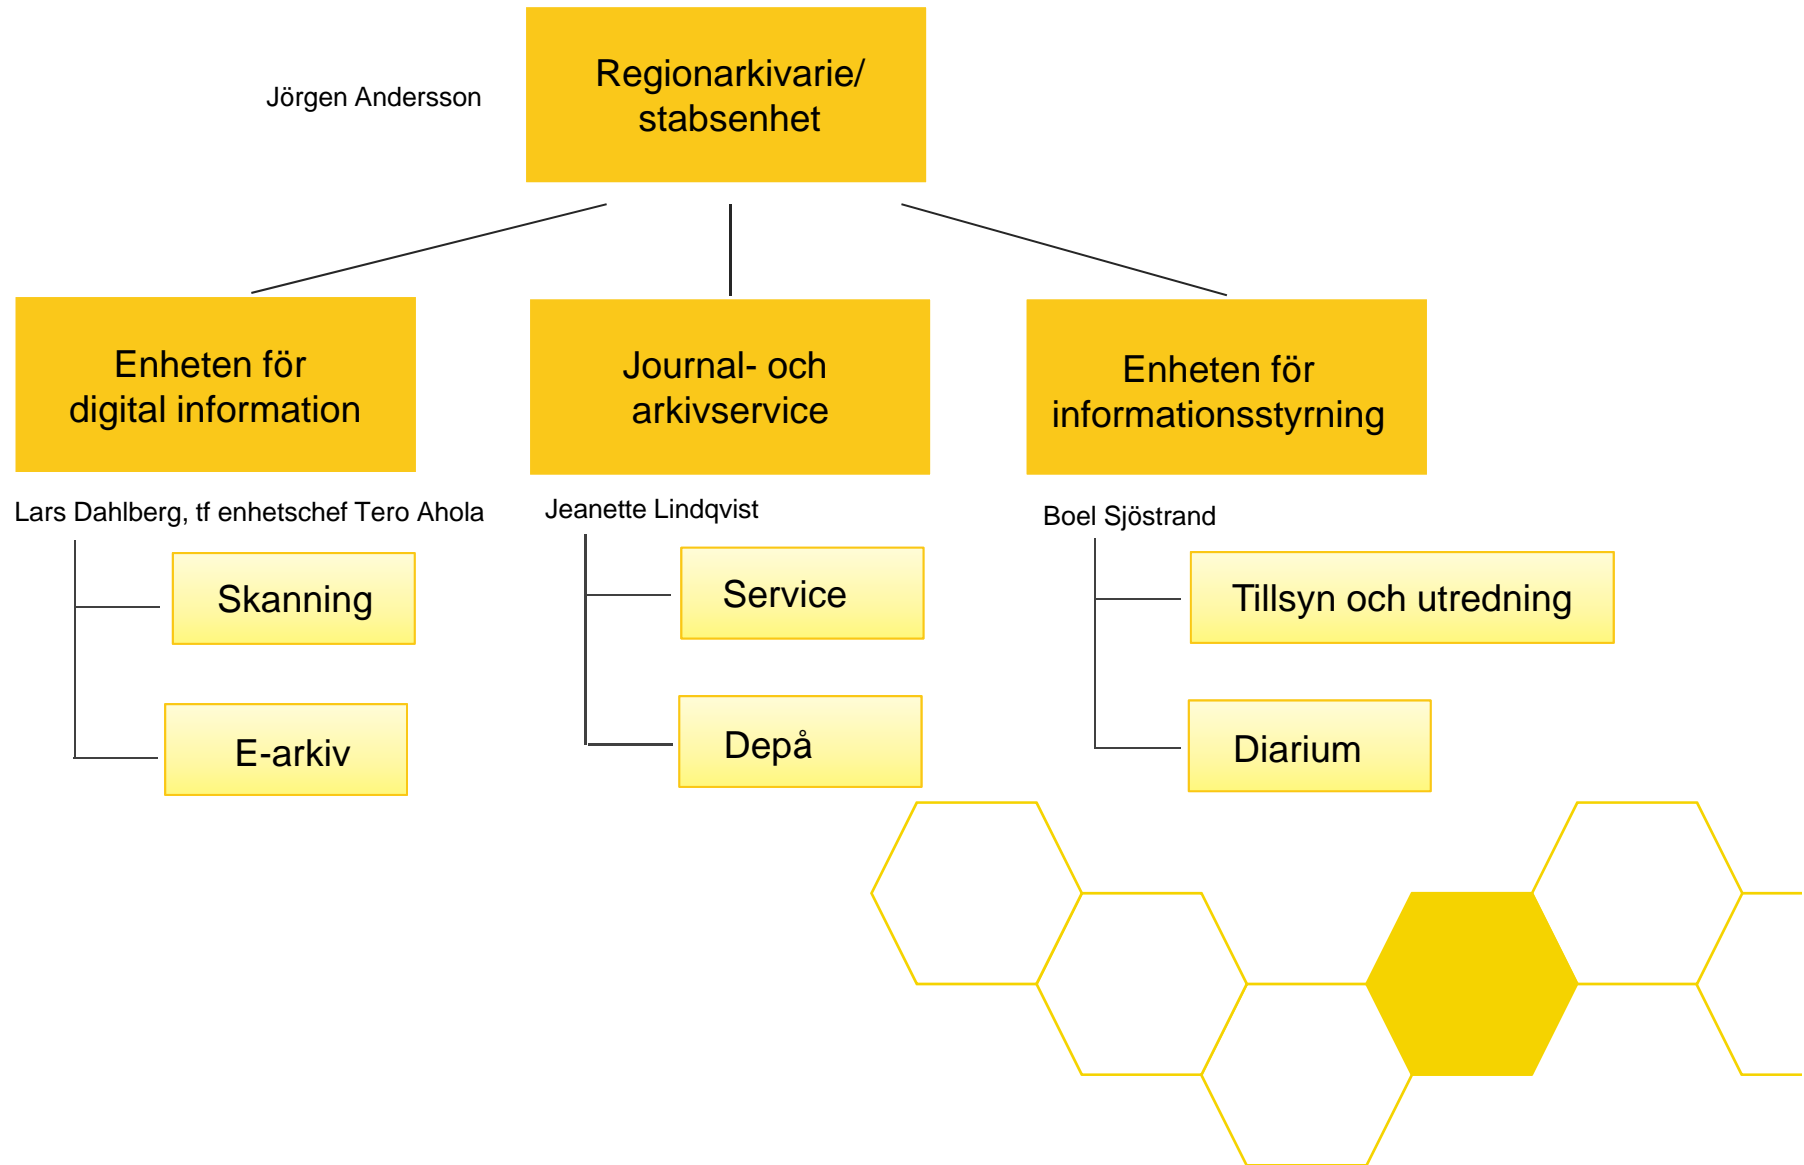 Jörgen Andersson
Regionarkivarie/
stabsenhet
Enheten för
digital information
Journal- och
arkivservice
Enheten för
informationsstyrning
Lars Dahlberg, tf enhetschef Tero Ahola
Skanning
E-arkiv
Jeanette Lindqvist
Service
Depå
Boel Sjöstrand
Tillsyn och utredning
Diarium